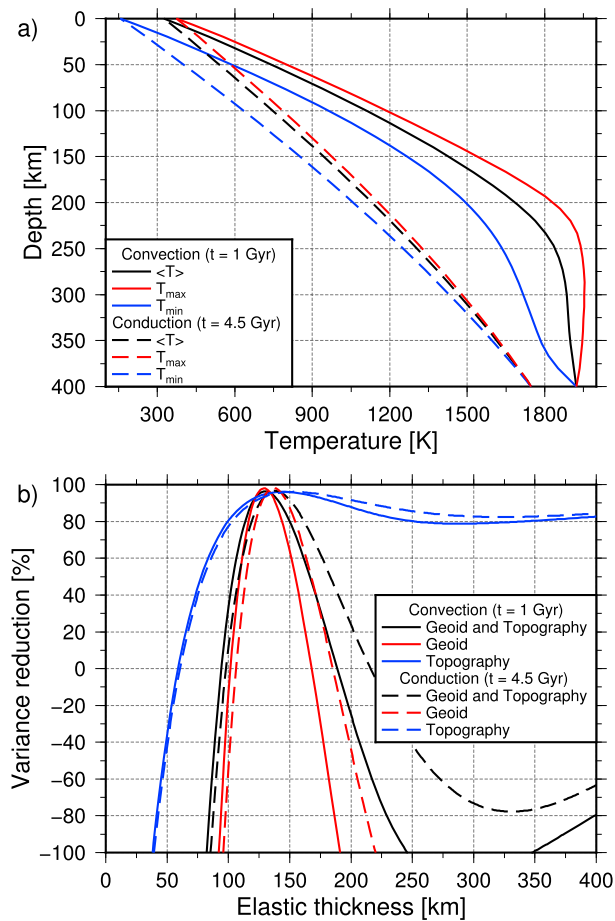 a)
0
50
100
150
200
250
300
350
400
Depth [km]
Convection (t = 1 Gyr)
<T>
Tmax
Tmin
Conduction (t = 4.5 Gyr)
<T>
Tmax
Tmin
300 600 900 1200 1500 1800
Temperature [K]
b)
100
80
60
40
20
0
−20
−40
−60
−80
−100
Variance reduction [%]
Convection (t = 1 Gyr)
Geoid and Topography
Geoid
Topography
Conduction (t = 4.5 Gyr)
Geoid and Topography
Geoid
Topography
0 50 100 150 200 250 300 350 400
Elastic thickness [km]